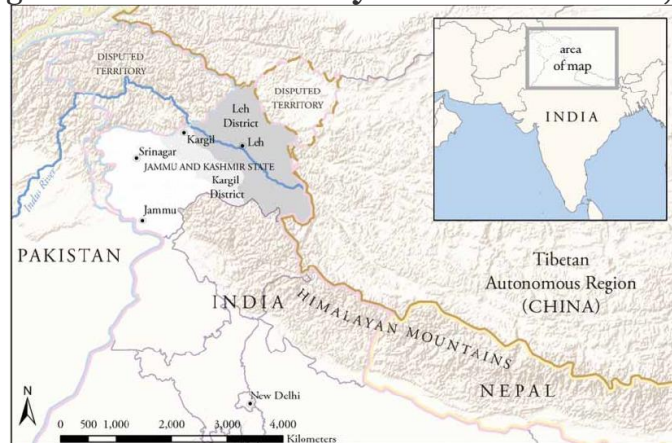 DISPUTED
TERRITORY
DISPUTED
TERRITORY
Leh
District
Kargil
Leh
Srinagar
JAMMU AND KASHMIR STATE
Kargil
District
Indus River
Jammu
PAKISTAN
INDIA
HIMALAYAN MOUNTAINS
Tibetan
Autonomous Region
(CHINA)
NEPAL
New Delhi
N
0 500 1,000 2,000 3,000 4,000
Kilometers
area
of map
INDIA